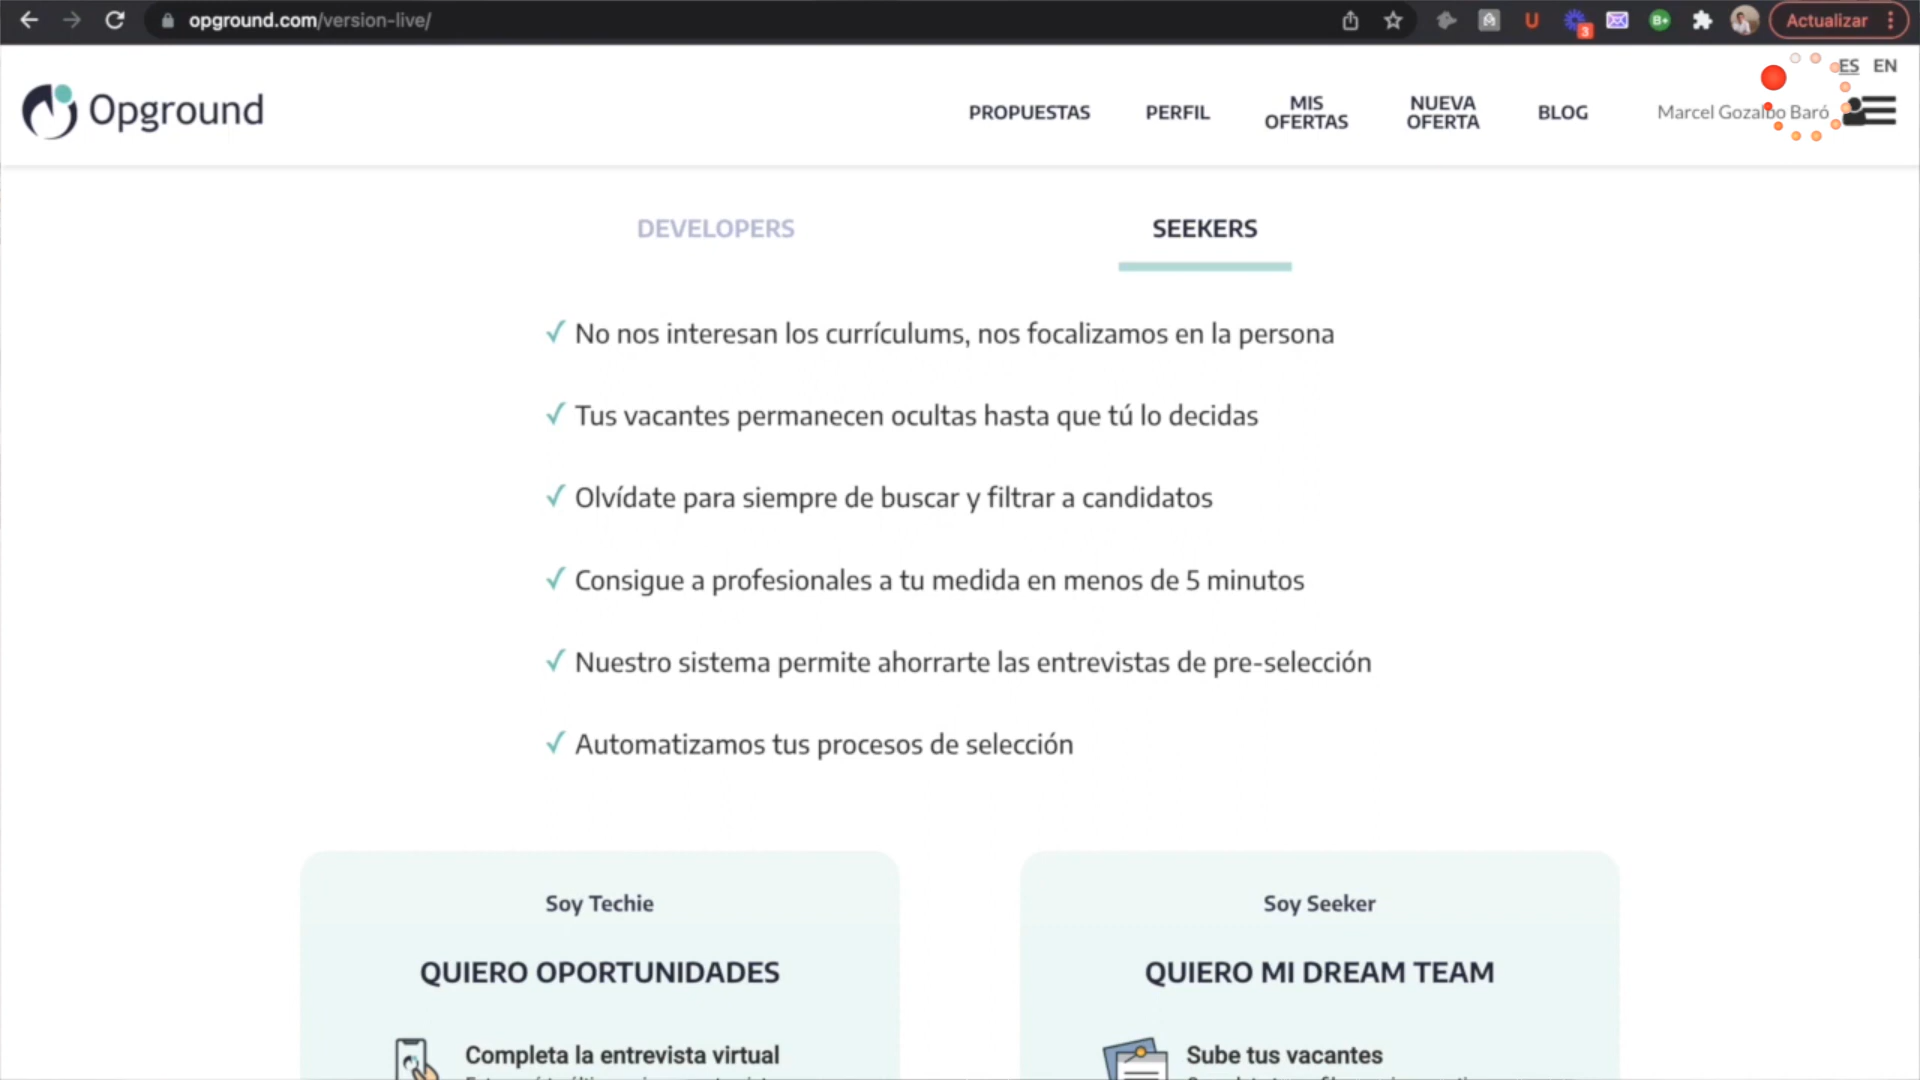 opground.com/version-live/
3
B+
U
Actualizar
ES EN
Opground
PROPUESTAS
PERFIL
MIS
OFERTAS
NUEVA
OFERTA
BLOG
Marcel Gozalbo Baró
DEVELOPERS
SEEKERS
No nos interesan los currículums, nos focalizamos en la persona
Tus vacantes permanecen ocultas hasta que tú lo decidas
Olvídate para siempre de buscar y filtrar a candidatos
Consigue a profesionales a tu medida en menos de 5 minutos
Nuestro sistema permite ahorrarte las entrevistas de pre-selección
Automatizamos tus procesos de selección
Soy Techie
QUIERO OPORTUNIDADES
Completa la entrevista virtual
Soy Seeker
QUIERO MI DREAM TEAM
Sube tus vacantes